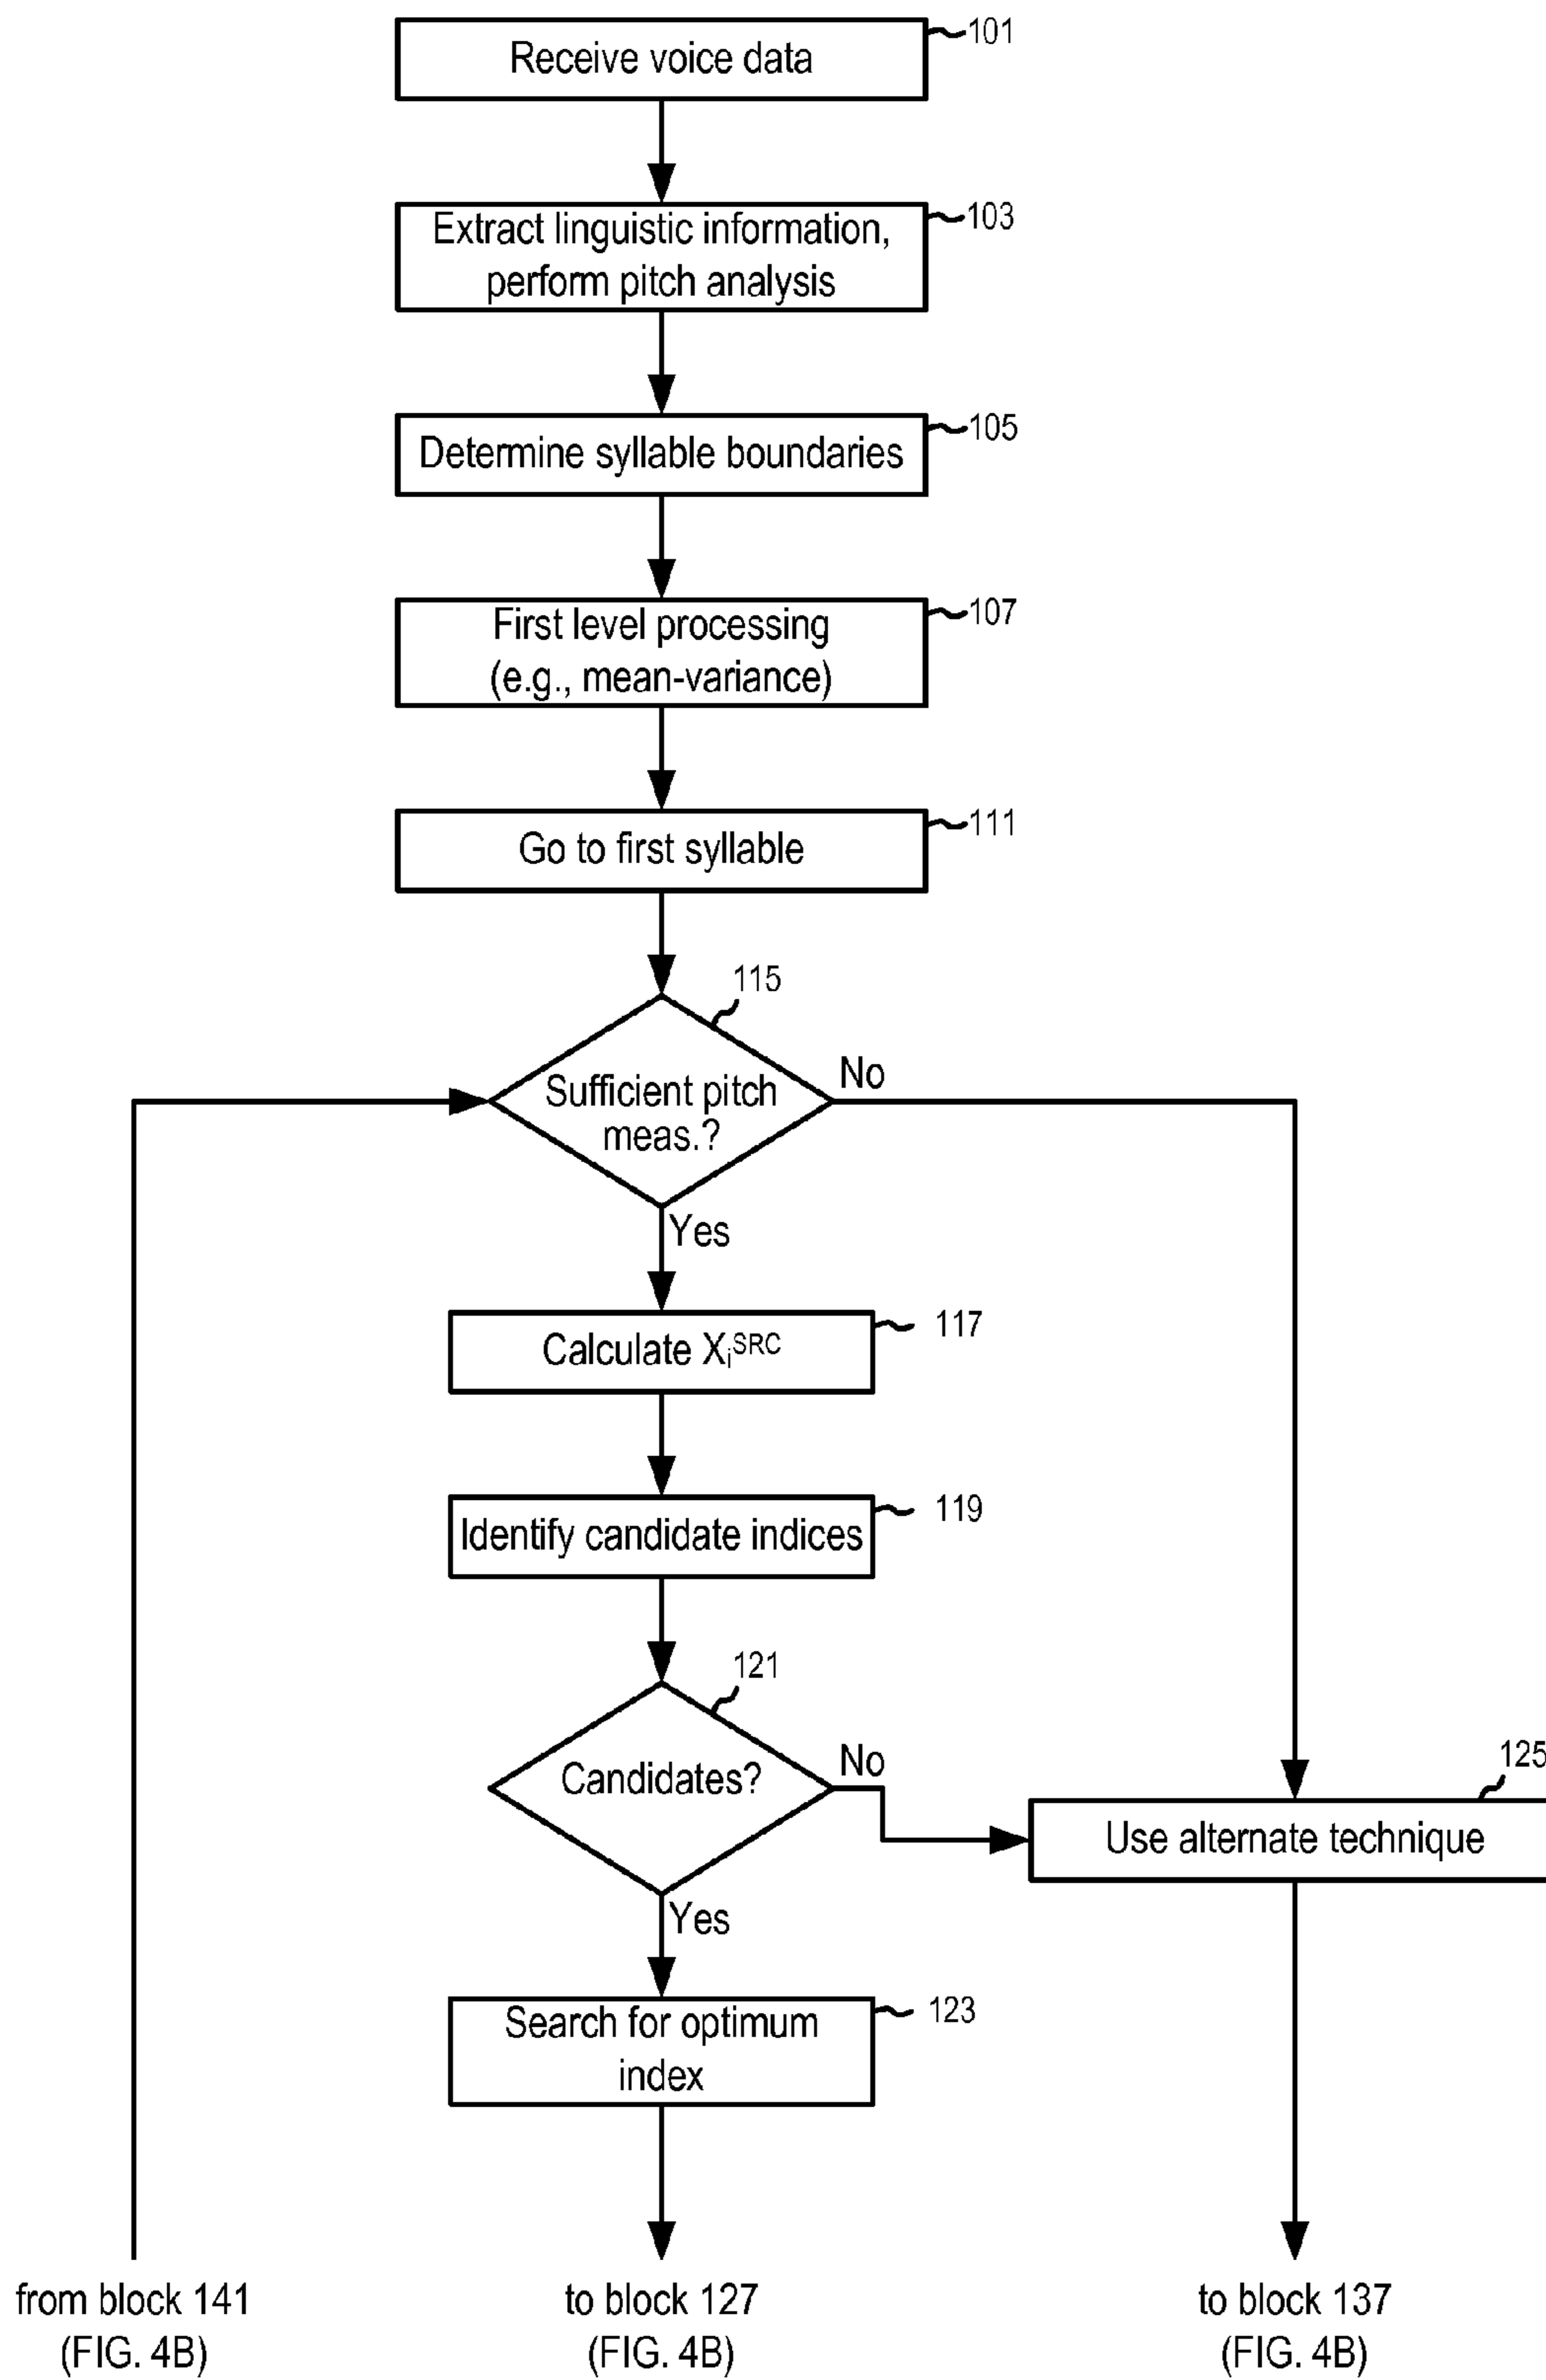 101
Receive voice data
103
Extract linguistic information,
perform pitch analysis
105
Determine syllable boundaries
107
First level processing
(e.g., mean-variance)
111
Go to first syllable
115
Sufficient pitch
meas.?
No
Yes
117
Calculate XᵢSRC
119
Identify candidate indices
121
Candidates?
No
125
Use alternate technique
Yes
123
Search for optimum
index
from block 141
(FIG. 4B)
to block 127
(FIG. 4B)
to block 137
(FIG. 4B)